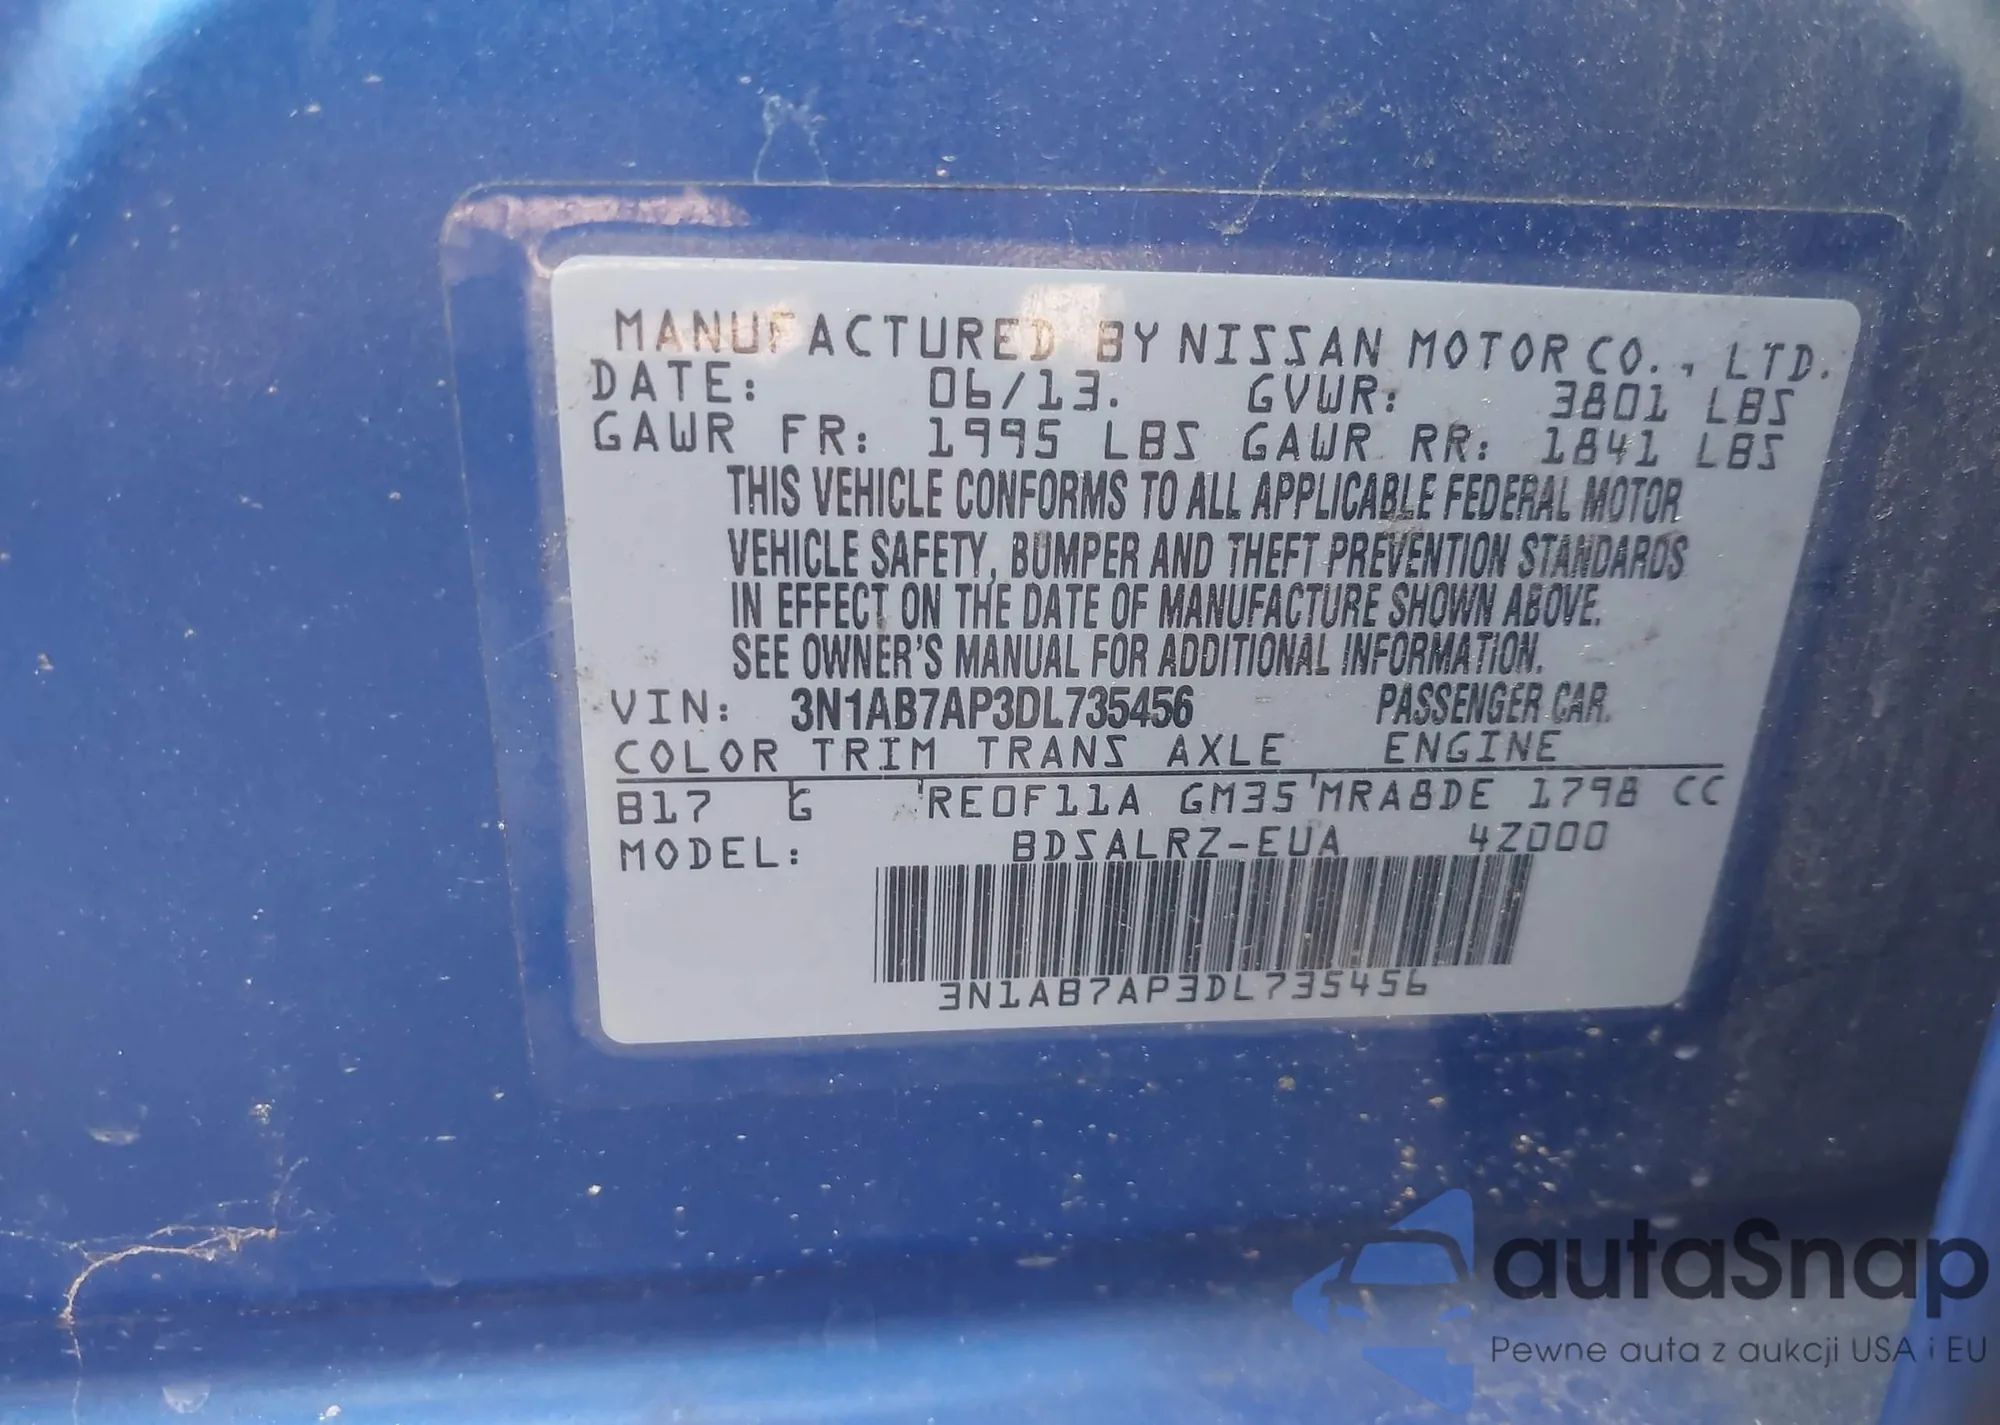 MANUFACTURED BY NISSAN MOTOR CO., LTD.
DATE: 06/13. GVWR: 3801 LBS
GAWR FR: 1995 LBS GAWR RR: 1841 LBS
THIS VEHICLE CONFORMS TO ALL APPLICABLE FEDERAL MOTOR
VEHICLE SAFETY, BUMPER AND THEFT PREVENTION STANDARDS
IN EFFECT ON THE DATE OF MANUFACTURE SHOWN ABOVE.
SEE OWNER'S MANUAL FOR ADDITIONAL INFORMATION.
VIN: 3N1AB7AP3DL735456 PASSENGER CAR.
COLOR TRIM TRANS AXLE ENGINE
B17 G RE0F11A GM35 MRA8DE 1798 CC
MODEL: BDSALRZ-EUA 4Z000
3N1AB7AP3DL735456
autaSnap
Pewne auta z aukcji USA i EU